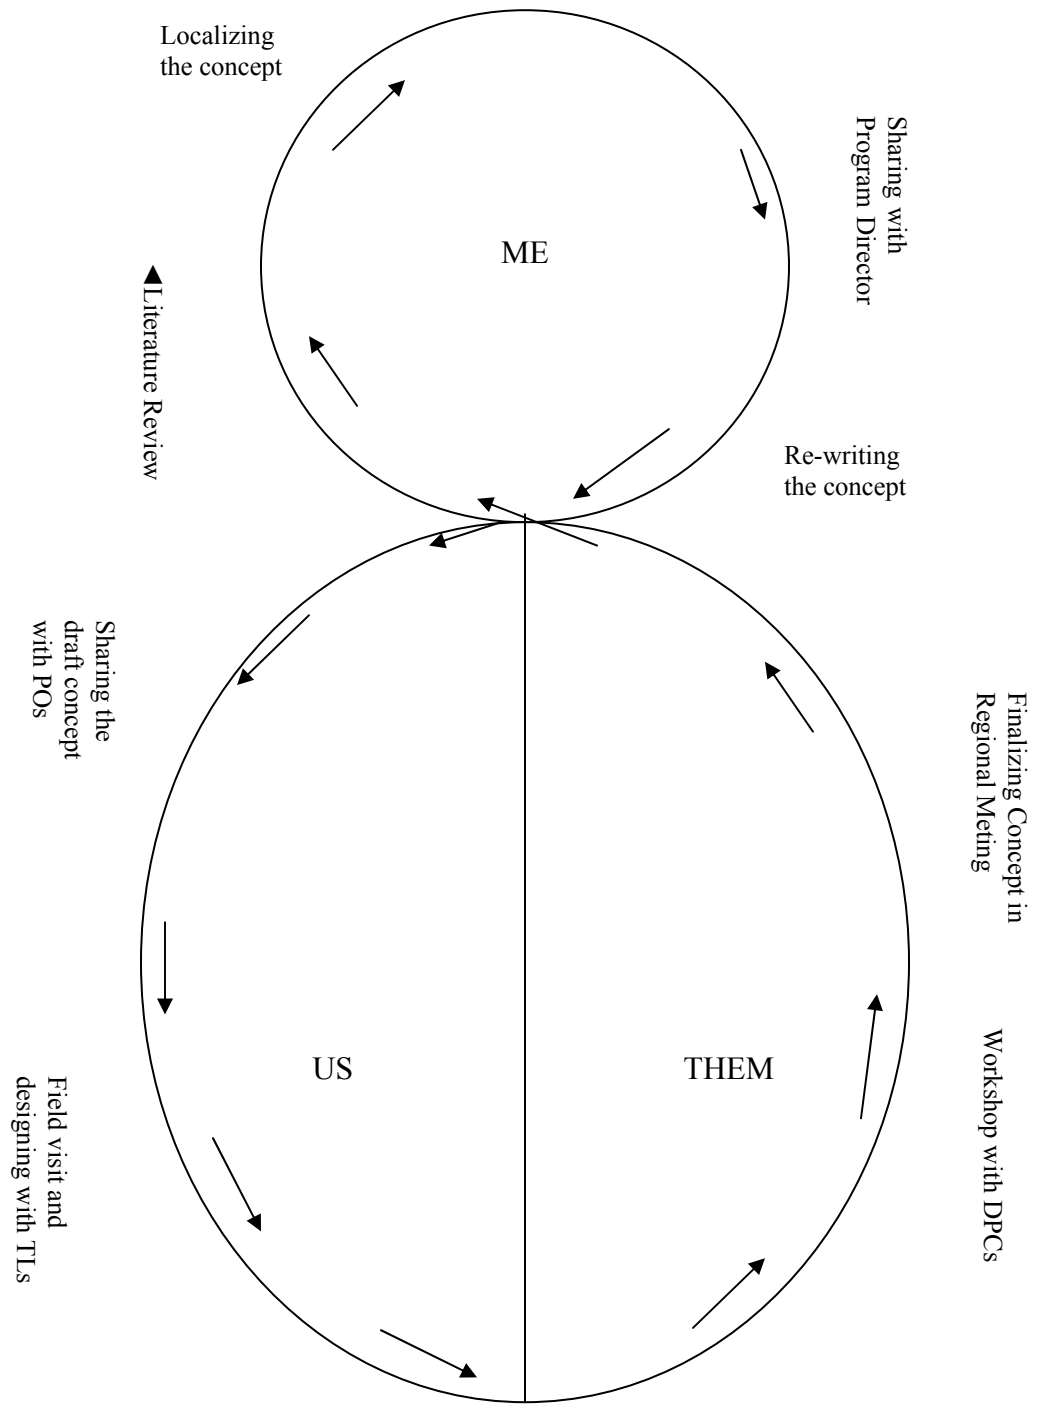 Localizing
the concept
Sharing with
Program Director
ME
Literature Review
Re-writing
the concept
Sharing the
draft concept
with POs
Finalizing Concept in
Regional Meting
US
THEM
Field visit and
designing with TLs
Workshop with DPCs